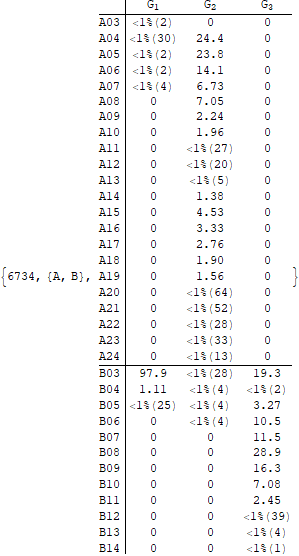 G1 G2 G3
A03 <1%(2) 0 0
A04 <1%(30) 24.4 0
A05 <1%(2) 23.8 0
A06 <1%(2) 14.1 0
A07 <1%(4) 6.73 0
A08 0 7.05 0
A09 0 2.24 0
A10 0 1.96 0
A11 0 <1%(27) 0
A12 0 <1%(20) 0
A13 0 <1%(5) 0
A14 0 1.38 0
A15 0 4.53 0
A16 0 3.33 0
A17 0 2.76 0
A18 0 1.90 0
{6734, {A, B}, A19 0 1.56 0 }
A20 0 <1%(64) 0
A21 0 <1%(52) 0
A22 0 <1%(28) 0
A23 0 <1%(33) 0
A24 0 <1%(13) 0
B03 97.9 <1%(28) 19.3
B04 1.11 <1%(4) <1%(2)
B05 <1%(25) <1%(4) 3.27
B06 0 <1%(4) 10.5
B07 0 0 11.5
B08 0 0 28.9
B09 0 0 16.3
B10 0 0 7.08
B11 0 0 2.45
B12 0 0 <1%(39)
B13 0 0 <1%(4)
B14 0 0 <1%(1)